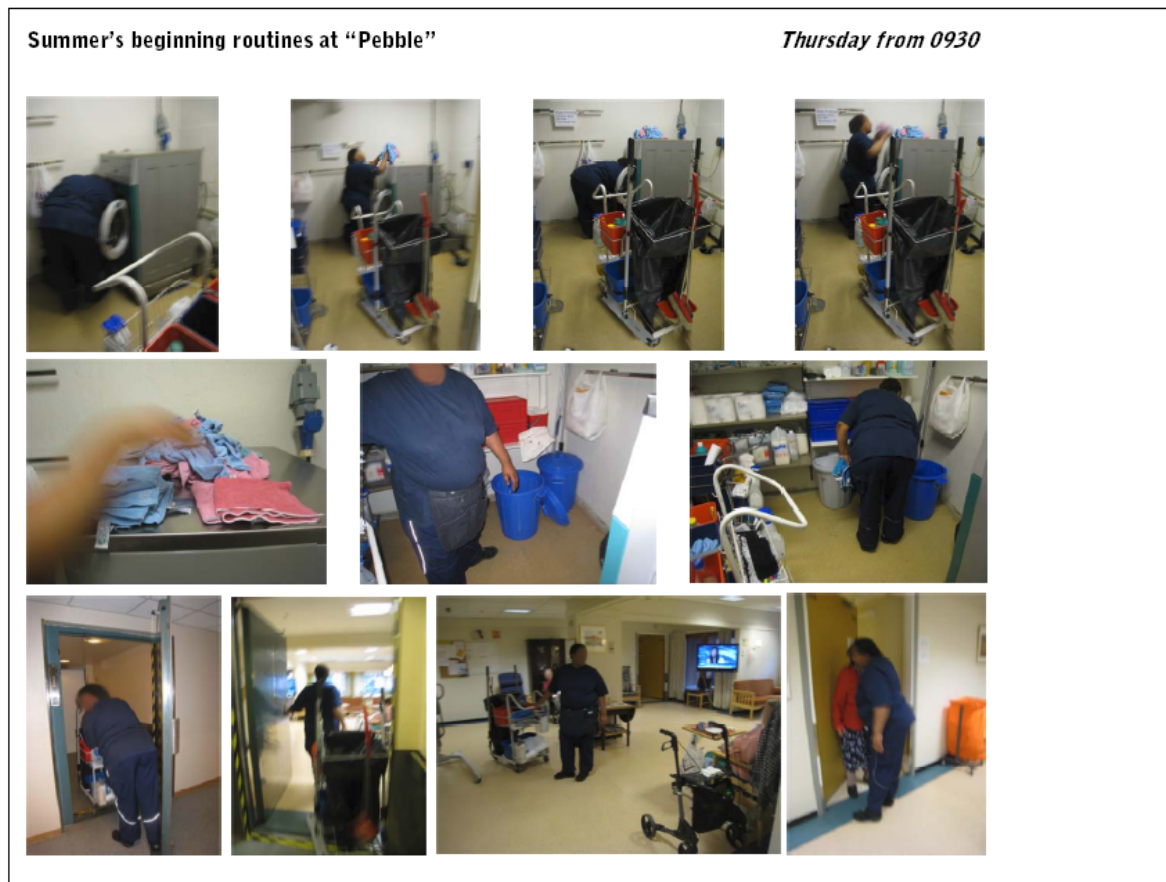 Summer's beginning routines at “Pebble”
Thursday from 0930